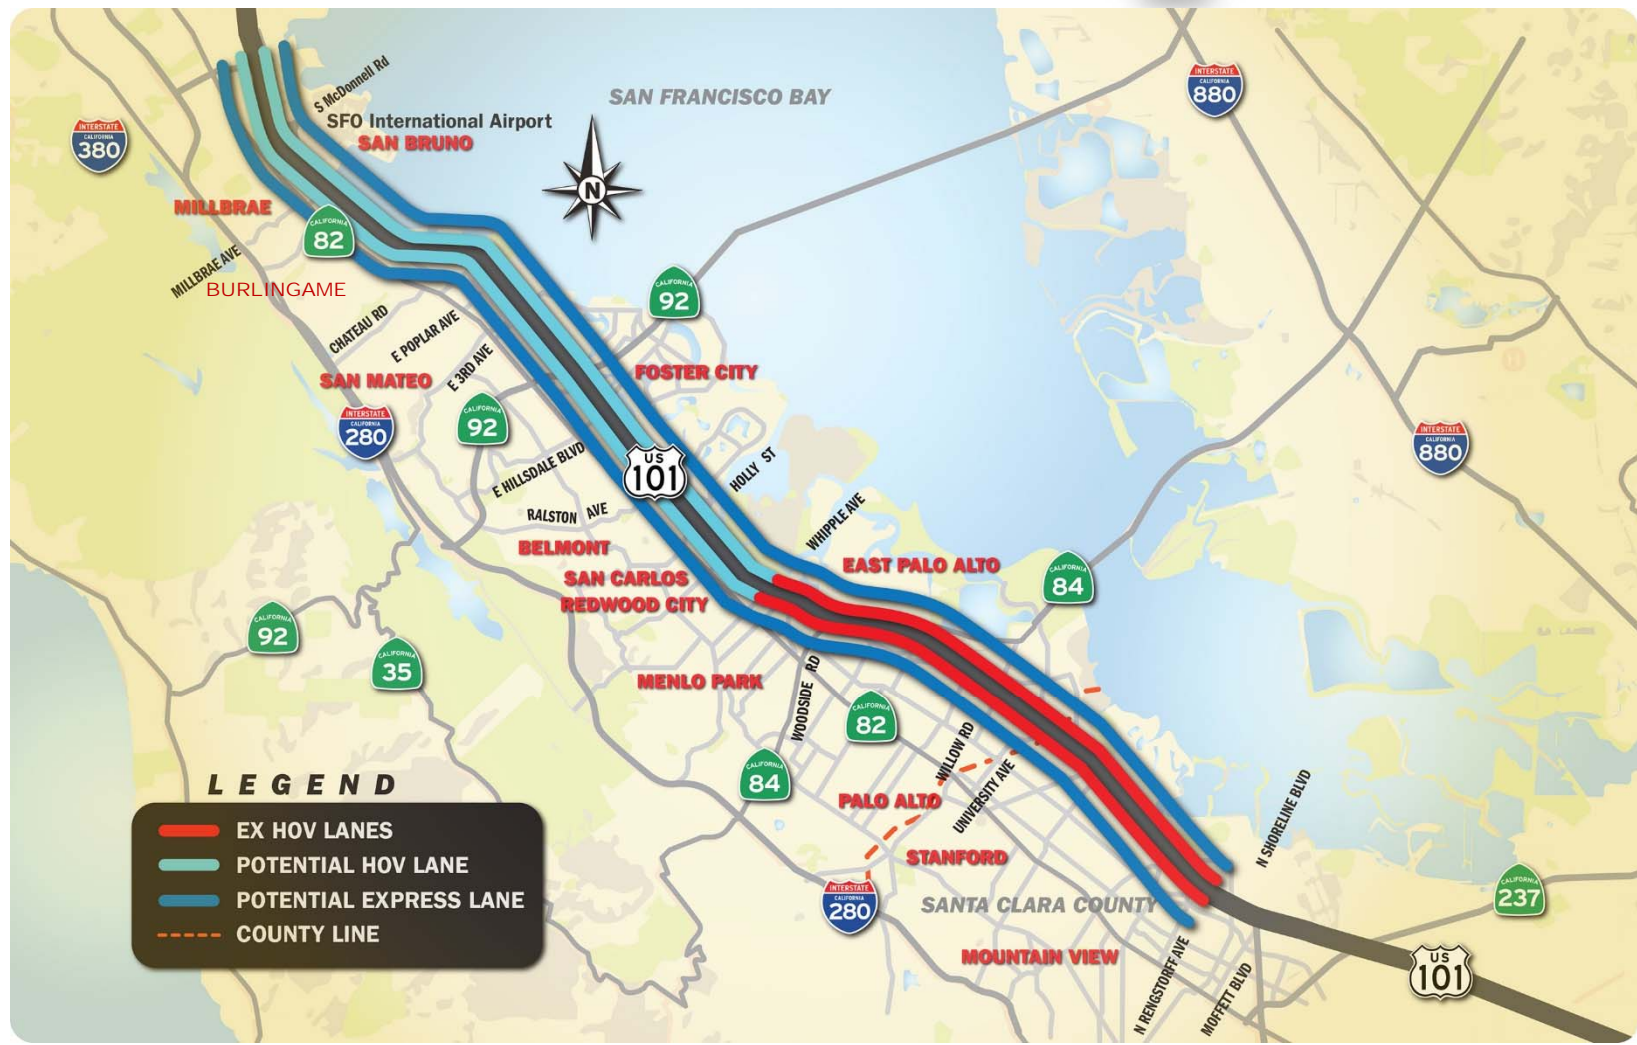 S McDonnell Rd
SAN FRANCISCO BAY
INTERSTATE
CALIFORNIA
880
SFO International Airport
SAN BRUNO
INTERSTATE
CALIFORNIA
380
N
MILLBRAE
CALIFORNIA
82
MILLBRAE AVE
BURLINGAME
CALIFORNIA
92
CHATEAU RD
E POPLAR AVE
E 3RD AVE
SAN MATEO
FOSTER CITY
INTERSTATE
CALIFORNIA
280
CALIFORNIA
92
INTERSTATE
CALIFORNIA
880
E HILLSDALE BLVD
US
101
HOLLY ST
RALSTON AVE
WHIPPLE AVE
BELMONT
EAST PALO ALTO
SAN CARLOS
CALIFORNIA
84
REDWOOD CITY
CALIFORNIA
92
CALIFORNIA
35
MENLO PARK
WOODSIDE RD
CALIFORNIA
82
WILLOW RD
CALIFORNIA
84
UNIVERSITY AVE
PALO ALTO
N SHORELINE BLVD
STANFORD
INTERSTATE
CALIFORNIA
280
SANTA CLARA COUNTY
CALIFORNIA
237
MOUNTAIN VIEW
N RENGSTORFF AVE
MOFFETT BLVD
US
101
LEGEND
EX HOV LANES
POTENTIAL HOV LANE
POTENTIAL EXPRESS LANE
COUNTY LINE